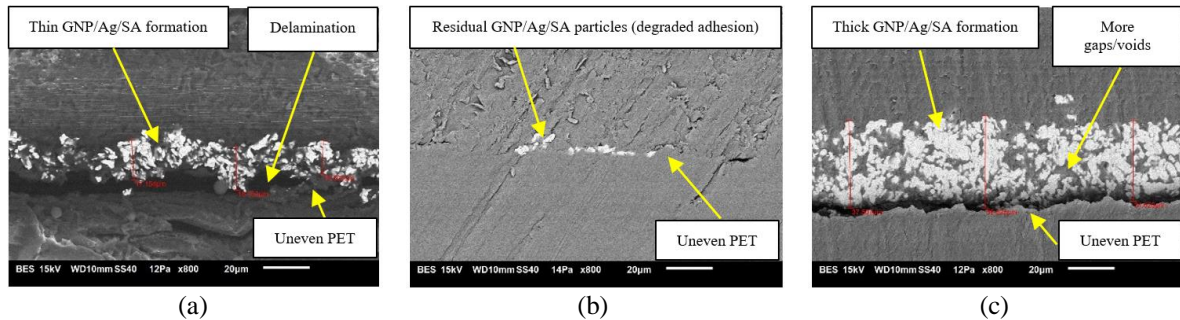 Thin GNP/Ag/SA formation
Delamination
Uneven PET
BES 15kV WD10mm SS40 12Pa x800 20µm
(a)
Residual GNP/Ag/SA particles (degraded adhesion)
Uneven PET
BES 15kV WD10mm SS40 14Pa x800 20µm
(b)
Thick GNP/Ag/SA formation
More
gaps/voids
Uneven PET
BES 15kV WD10mm SS40 12Pa x800 20µm
(c)